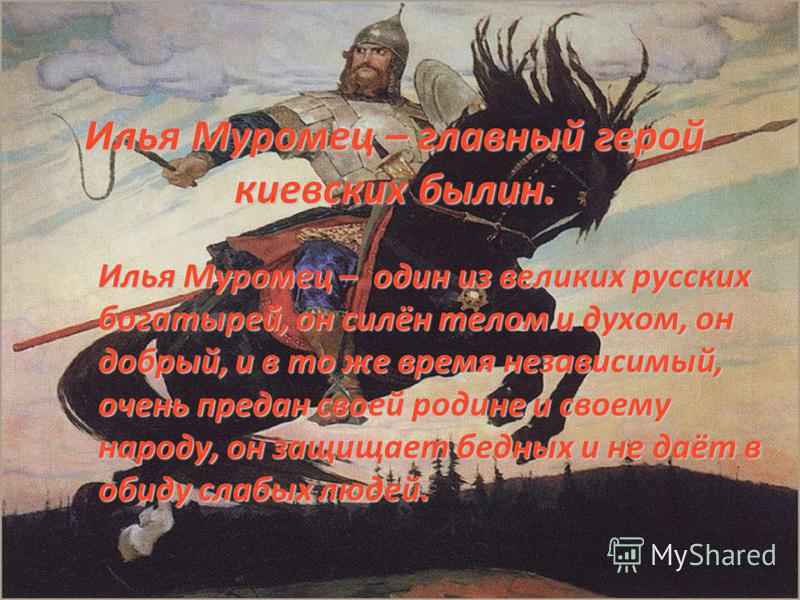 Илья Муромец – главный герой
киевских былин.
Илья Муромец – один из великих русских
богатырей, он силён телом и духом, он
добрый, и в то же время независимый,
очень предан своей родине и своему
народу, он защищает бедных и не даёт в
обиду слабых людей.
MyShared